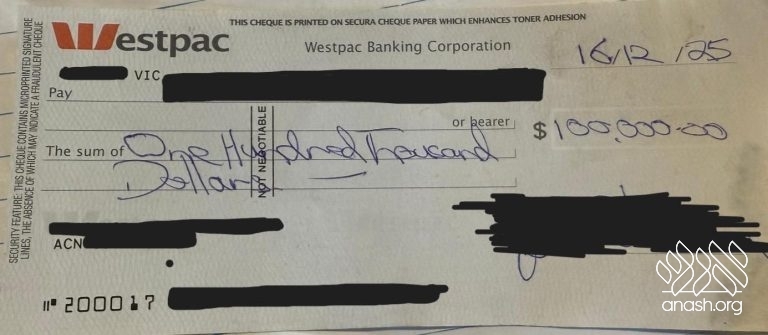 THIS CHEQUE IS PRINTED ON SECURA CHEQUE PAPER WHICH ENHANCES TONER ADHESION
Westpac
Westpac Banking Corporation
16/12/25
VIC
Pay
or bearer
The sum of One Hundred Thousand
$100,000-00
Dollars
NOT NEGOTIABLE
ACN
200017
SECURITY FEATURE: THIS CHEQUE CONTAINS MICROPRINTED SIGNATURE
LINES, THE ABSENCE OF WHICH MAY INDICATE A FRAUDULENT CHEQUE
anash.org